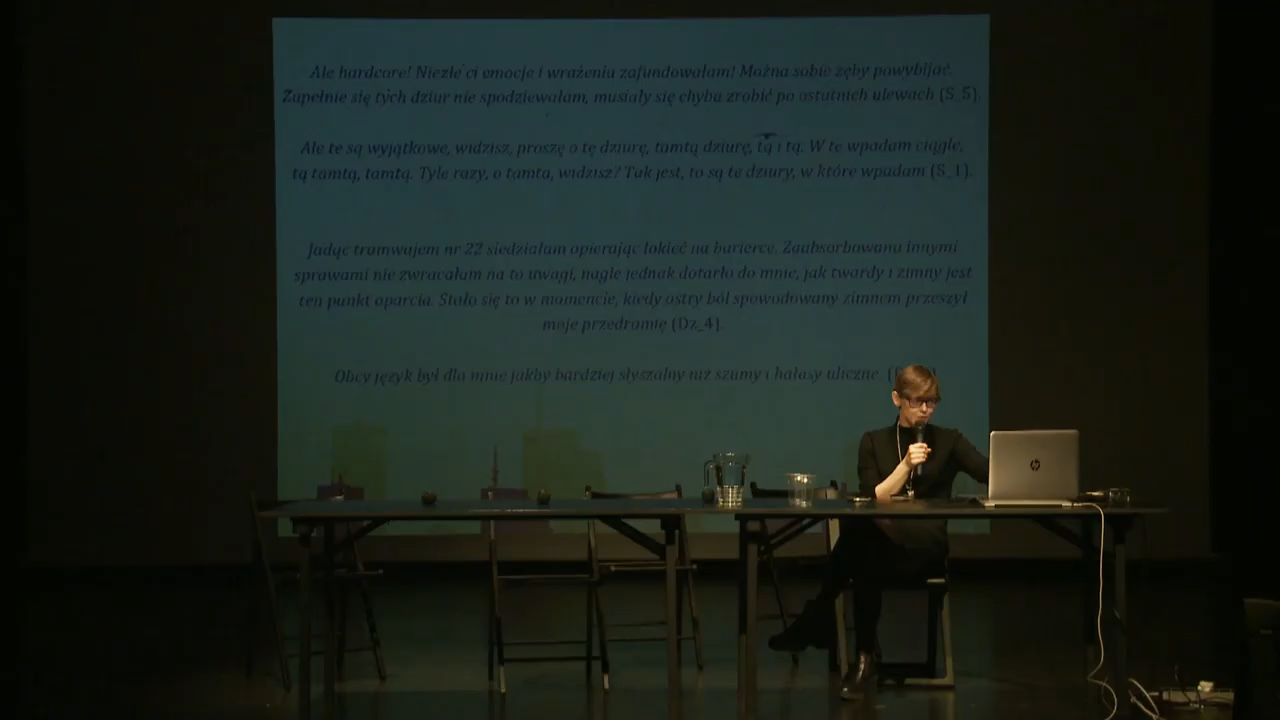 Ale hardcore! Niezłe ci emocje i wrażenia zafundowałam! Można sobie zęby powybijać.
Zapełnie się tych dziur nie spodziewałam, musiały się chyba zrobić po ostatnich ulewach (S_5).
Ale te są wyjątkowe, widzisz, proszę o tę dziurę, tamtą dziurę, tą i tą. W te wpadam ciągle,
tą tamtą, tamtą. Tyle razy, o tamta, widzisz? Tak jest, to są te dziury, w które wpadam (S_1).
Jadąc tramwajem nr 22 siedziałam opierając łokieć na barierce. Zaabsorbowana innymi
sprawami nie zwracałam na to uwagi, nagle jednak dotarło do mnie, jak twardy i zimny jest
ten punkt oparcia. Stało się to w momencie, kiedy ostry ból spowodowany zimnem przeszył
moje przedramię (Dz_4).
Obcy język był dla mnie jakby bardziej słyszalny niż szumy i hałasy uliczne
hp